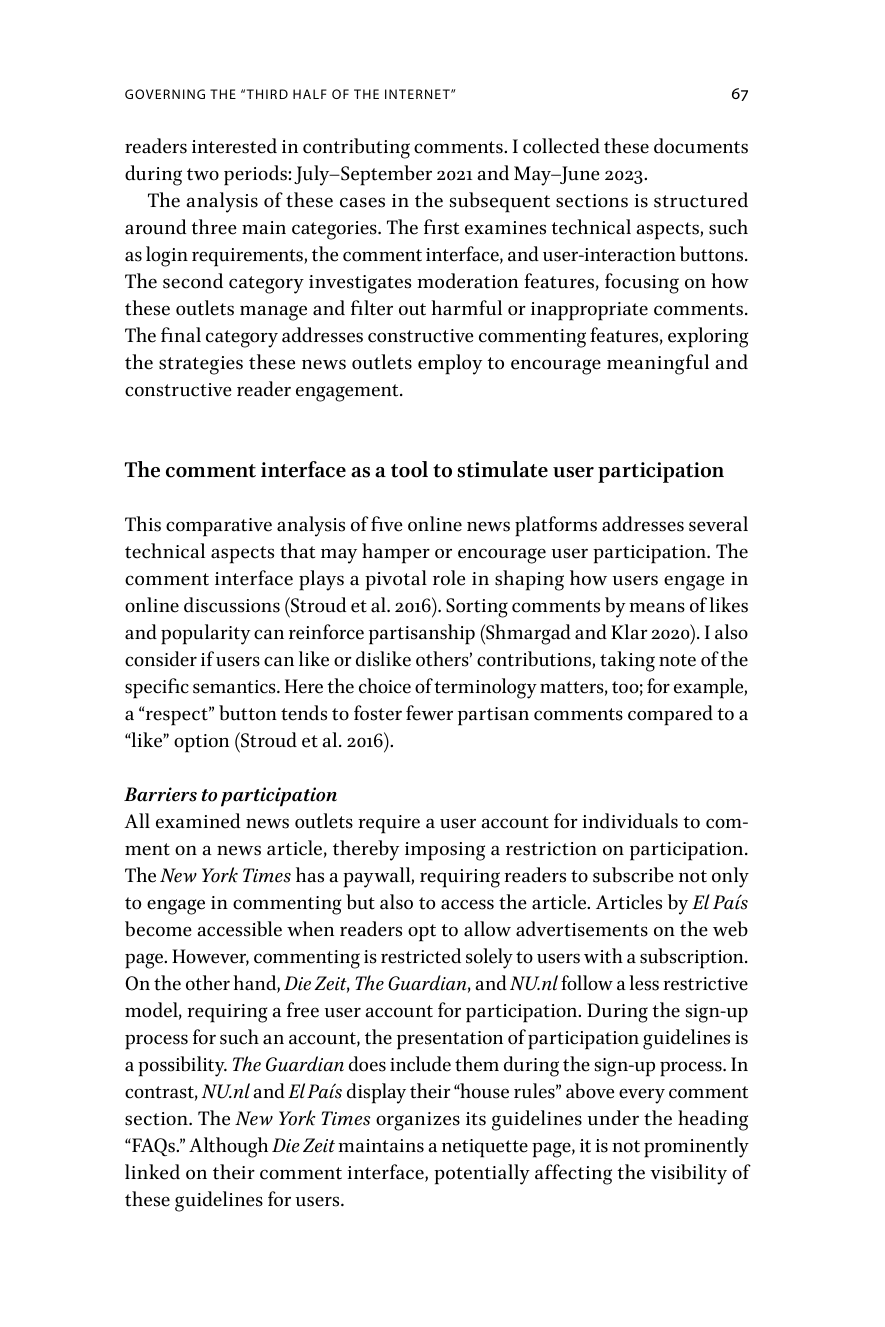 GOVERNING THE “THIRD HALF OF THE INTERNET” 67
readers interested in contributing comments. I collected these documents
during two periods: July–September 2021 and May–June 2023.
The analysis of these cases in the subsequent sections is structured
around three main categories. The first examines technical aspects, such
as login requirements, the comment interface, and user-interaction buttons.
The second category investigates moderation features, focusing on how
these outlets manage and filter out harmful or inappropriate comments.
The final category addresses constructive commenting features, exploring
the strategies these news outlets employ to encourage meaningful and
constructive reader engagement.
The comment interface as a tool to stimulate user participation
This comparative analysis of five online news platforms addresses several
technical aspects that may hamper or encourage user participation. The
comment interface plays a pivotal role in shaping how users engage in
online discussions (Stroud et al. 2016). Sorting comments by means of likes
and popularity can reinforce partisanship (Shmargad and Klar 2020). I also
consider if users can like or dislike others’ contributions, taking note of the
specific semantics. Here the choice of terminology matters, too; for example,
a “respect” button tends to foster fewer partisan comments compared to a
“like” option (Stroud et al. 2016).
Barriers to participation
All examined news outlets require a user account for individuals to com-
ment on a news article, thereby imposing a restriction on participation.
The New York Times has a paywall, requiring readers to subscribe not only
to engage in commenting but also to access the article. Articles by El País
become accessible when readers opt to allow advertisements on the web
page. However, commenting is restricted solely to users with a subscription.
On the other hand, Die Zeit, The Guardian, and NU.nl follow a less restrictive
model, requiring a free user account for participation. During the sign-up
process for such an account, the presentation of participation guidelines is
a possibility. The Guardian does include them during the sign-up process. In
contrast, NU.nl and El País display their “house rules” above every comment
section. The New York Times organizes its guidelines under the heading
“FAQs.” Although Die Zeit maintains a netiquette page, it is not prominently
linked on their comment interface, potentially affecting the visibility of
these guidelines for users.